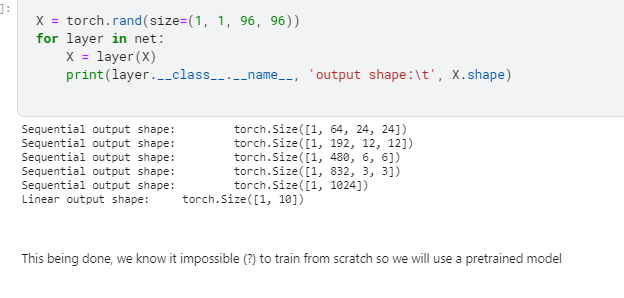 ]:
X = torch.rand(size=(1, 1, 96, 96))
for layer in net:
    X = layer(X)
    print(layer.__class__.__name__, 'output shape:\t', X.shape)
Sequential output shape:         torch.Size([1, 64, 24, 24])
Sequential output shape:         torch.Size([1, 192, 12, 12])
Sequential output shape:         torch.Size([1, 480, 6, 6])
Sequential output shape:         torch.Size([1, 832, 3, 3])
Sequential output shape:         torch.Size([1, 1024])
Linear output shape:     torch.Size([1, 10])
This being done, we know it impossible (?) to train from scratch so we will use a pretrained model